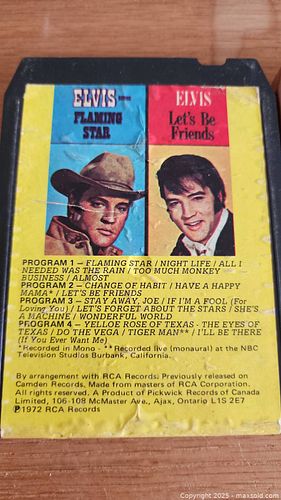 ELVIS
FLAMING
STAR
ELVIS
Let's Be
Friends
PROGRAM 1 — FLAMING STAR / NIGHT LIFE / ALL I
NEEDED WAS THE RAIN / TOO MUCH MONKEY
BUSINESS / ALMOST
PROGRAM 2 — CHANGE OF HABIT / HAVE A HAPPY
MAMA* / LET'S BE FRIENDS
PROGRAM 3 — STAY AWAY, JOE / IF I'M A FOOL (For
Loving You) / LET'S FORGET ABOUT THE STARS / SHE'S
A MACHINE / WONDERFUL WORLD
PROGRAM 4 — YELLOE ROSE OF TEXAS - THE EYES OF
TEXAS / DO THE VEGA / TIGER MAN** / I'LL BE THERE
(If You Ever Want Me)
*Recorded in Mono - **Recorded live (monaural) at the NBC
Television Studios Burbank, California.
By arrangement with RCA Records. Previously released on
Camden Records. Made from masters of RCA Corporation.
All rights reserved. A Product of Pickwick Records of Canada
Limited, 106-108 McMaster Ave., Ajax, Ontario L1S 2E7
℗1972 RCA Records
Copyright 2025 - maxsold.com